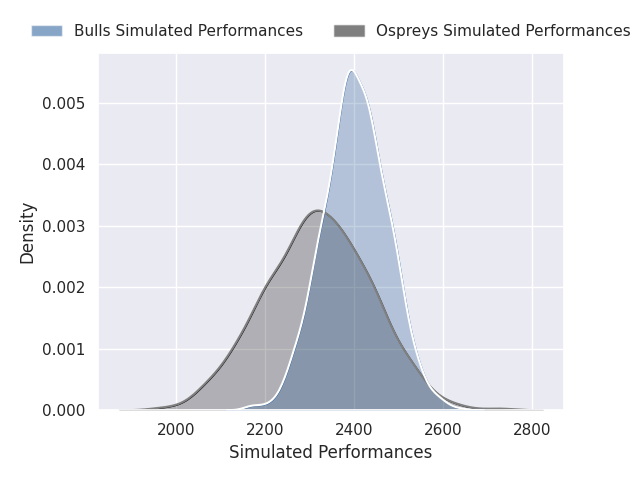 Bulls Simulated Performances Ospreys Simulated Performances
0.005
0.004
0.003
0.002
0.001
0.000
Density
2000 2200 2400 2600 2800
Simulated Performances